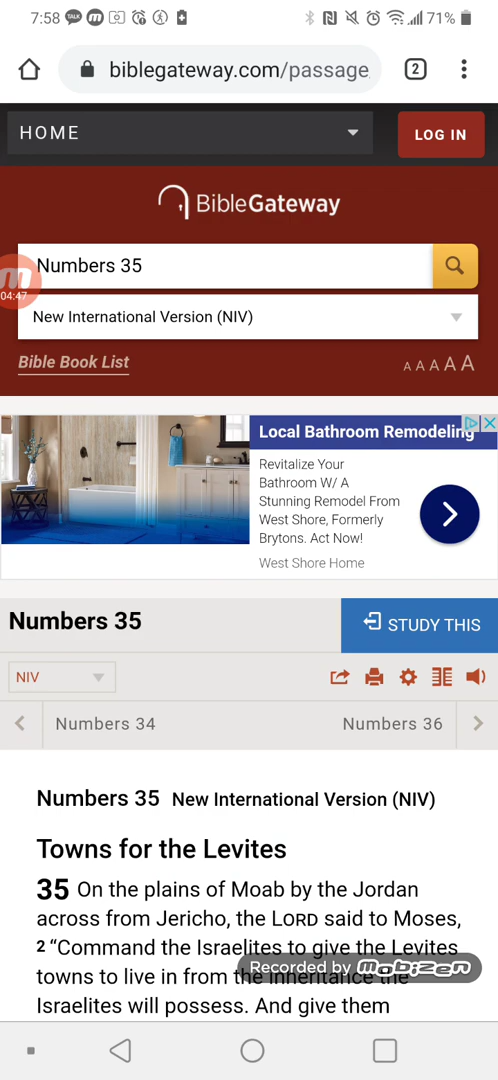 7:58 TALK 71%
biblegateway.com/passage 2
HOME LOG IN
BibleGateway
Numbers 35
New International Version (NIV)
04:47
Bible Book List A A A A A
Local Bathroom Remodeling
Revitalize Your
Bathroom W/ A
Stunning Remodel From
West Shore, Formerly
Brytons. Act Now!
West Shore Home
Numbers 35 STUDY THIS
NIV
Numbers 34 Numbers 36
Numbers 35 New International Version (NIV)
Towns for the Levites
35 On the plains of Moab by the Jordan
across from Jericho, the LORD said to Moses,
2 “Command the Israelites to give the Levites
towns to live in from the inheritance the
Recorded by mobizen
Israelites will possess. And give them